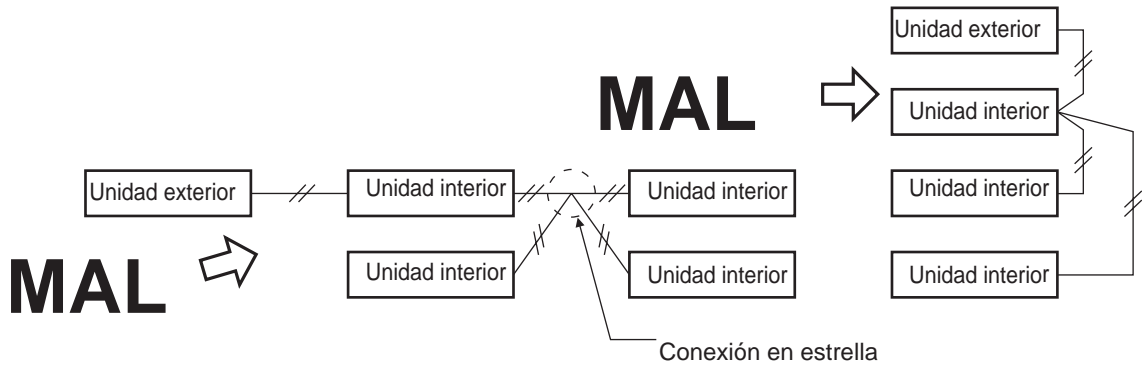 Unidad exterior
MAL
Unidad interior
Unidad exterior
Unidad interior
Unidad interior
Unidad interior
MAL
Unidad interior
Unidad interior
Unidad interior
Conexión en estrella